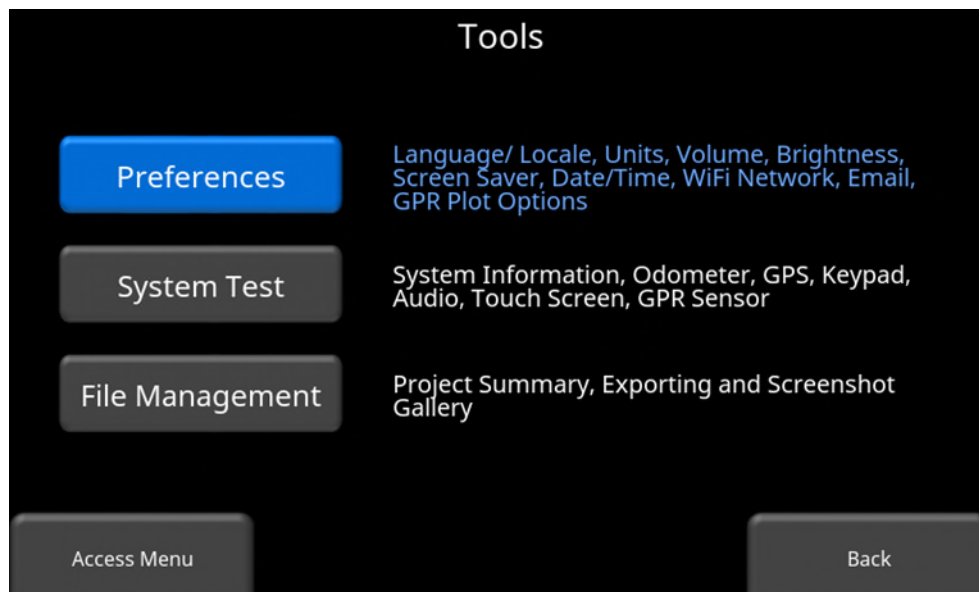 Tools
Preferences
Language/ Locale, Units, Volume, Brightness,
Screen Saver, Date/Time, WiFi Network, Email,
GPR Plot Options
System Test
System Information, Odometer, GPS, Keypad,
Audio, Touch Screen, GPR Sensor
File Management
Project Summary, Exporting and Screenshot
Gallery
Access Menu
Back